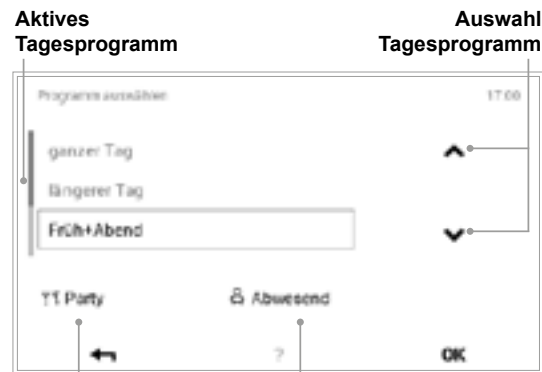 Aktives
Tagesprogramm
Auswahl
Tagesprogramm
Programm auswählen
17:00
ganzer Tag
längerer Tag
Früh+Abend
Party
Abwesend
?
OK